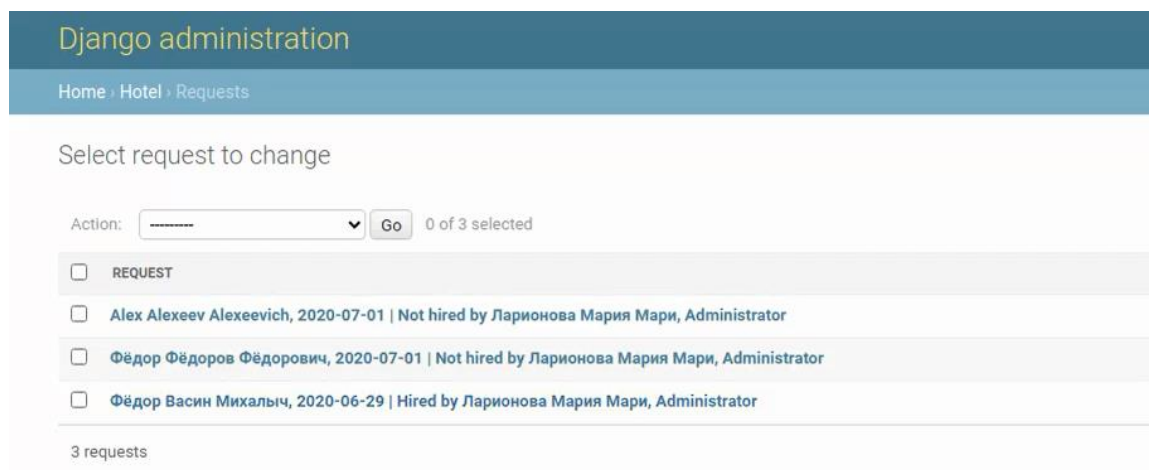 Django administration
Home › Hotel › Requests
Select request to change
Action: --------- Go 0 of 3 selected
REQUEST
Alex Alexeev Alexeevich, 2020-07-01 | Not hired by Ларионова Мария Мари, Administrator
Фёдор Фёдоров Фёдорович, 2020-07-01 | Not hired by Ларионова Мария Мари, Administrator
Фёдор Васин Михалыч, 2020-06-29 | Hired by Ларионова Мария Мари, Administrator
3 requests